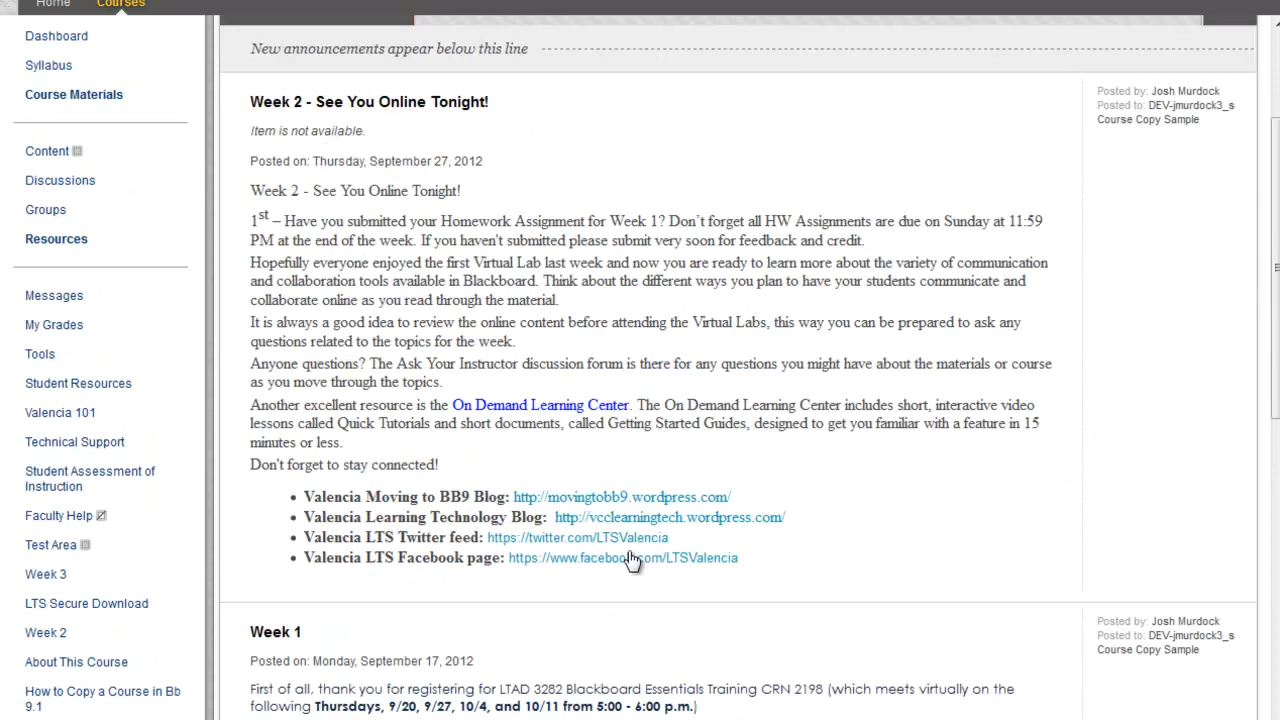 Home Courses
Dashboard
Syllabus
Course Materials
Content
Discussions
Groups
Resources
Messages
My Grades
Tools
Student Resources
Valencia 101
Technical Support
Student Assessment of
Instruction
Faculty Help
Test Area
Week 3
LTS Secure Download
Week 2
About This Course
How to Copy a Course in Bb
9.1
New announcements appear below this line
Week 2 - See You Online Tonight!
Item is not available.
Posted on: Thursday, September 27, 2012
Week 2 - See You Online Tonight!
1st – Have you submitted your Homework Assignment for Week 1? Don't forget all HW Assignments are due on Sunday at 11:59
PM at the end of the week. If you haven't submitted please submit very soon for feedback and credit.
Hopefully everyone enjoyed the first Virtual Lab last week and now you are ready to learn more about the variety of communication
and collaboration tools available in Blackboard. Think about the different ways you plan to have your students communicate and
collaborate online as you read through the material.
It is always a good idea to review the online content before attending the Virtual Labs, this way you can be prepared to ask any
questions related to the topics for the week.
Anyone questions? The Ask Your Instructor discussion forum is there for any questions you might have about the materials or course
as you move through the topics.
Another excellent resource is the On Demand Learning Center. The On Demand Learning Center includes short, interactive video
lessons called Quick Tutorials and short documents, called Getting Started Guides, designed to get you familiar with a feature in 15
minutes or less.
Don't forget to stay connected!
• Valencia Moving to BB9 Blog: http://movingtobb9.wordpress.com/
• Valencia Learning Technology Blog: http://vcclearningtech.wordpress.com/
• Valencia LTS Twitter feed: https://twitter.com/LTSValencia
• Valencia LTS Facebook page: https://www.facebook.com/LTSValencia
Posted by: Josh Murdock
Posted to: DEV-jmurdock3_s
Course Copy Sample
Week 1
Posted on: Monday, September 17, 2012
First of all, thank you for registering for LTAD 3282 Blackboard Essentials Training CRN 2198 (which meets virtually on the
following Thursdays, 9/20, 9/27, 10/4, and 10/11 from 5:00 - 6:00 p.m.)
Posted by: Josh Murdock
Posted to: DEV-jmurdock3_s
Course Copy Sample